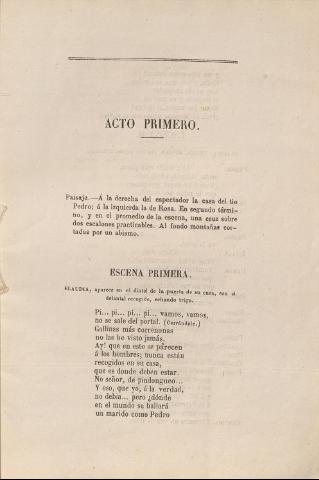 ACTO PRIMERO.
Paisaje.—Á la derecha del espectador la casa del tio
Pedro; á la izquierda la de Rosa. En segundo térmi-
no, y en el promedio de la escena, una cruz sobre
dos escalones practicables. Al fondo montañas cor-
tadas por un abismo.
ESCENA PRIMERA.
CLAUDIA, aparece en el dintel de la puerta de su casa, con el
delantal recogido, echando trigo.
Pi... pi... pi... pi... vamos, vamos,
no se sale del portal. (Corriéndole.)
Gallinas más correntonas
no las he visto jamás.
Ay! que en esto se parecen
á los hombres; nunca están
recogidos en su casa,
que es donde deben estar.
No señor, de pindongueo...
Y eso, que yo, á la verdad,
no debia... pero ¿dónde
en el mundo se hallará
un marido como Pedro